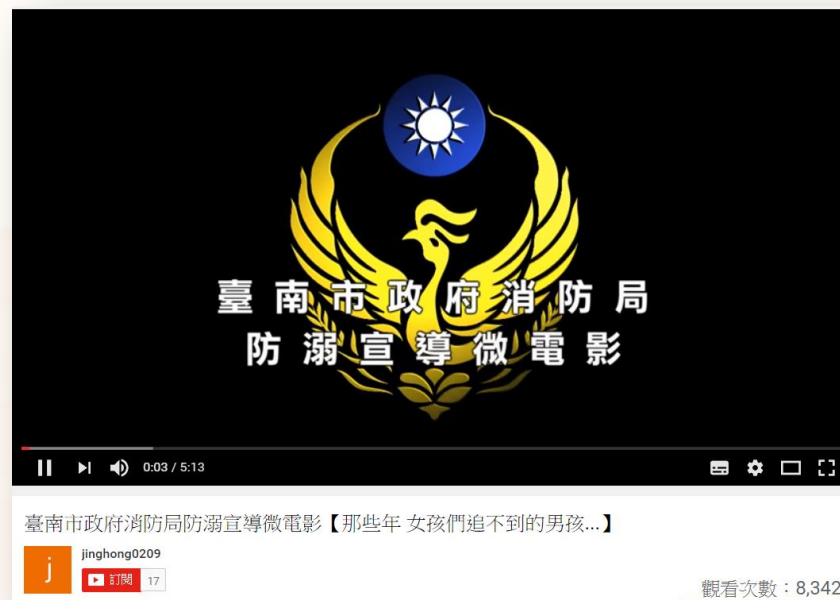 臺南市政府消防局
防溺宣導微電影
0:03 / 5:13
臺南市政府消防局防溺宣導微電影【那些年 女孩們追不到的男孩...】
j
jinghong0209
訂閱 17
觀看次數：8,342